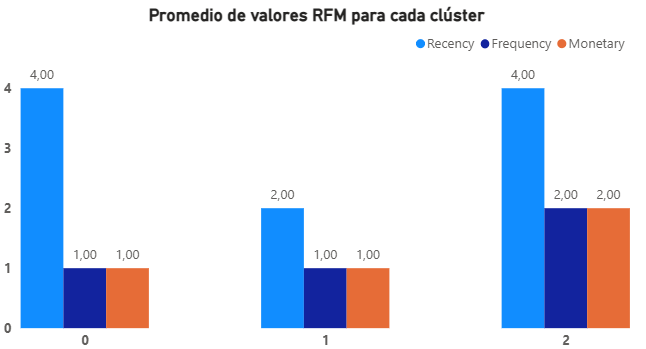 Promedio de valores RFM para cada clúster
Recency Frequency Monetary
4,00 4,00
4
3
2,00 2,00 2,00
2
1,00 1,00 1,00 1,00
1
0
0 1 2